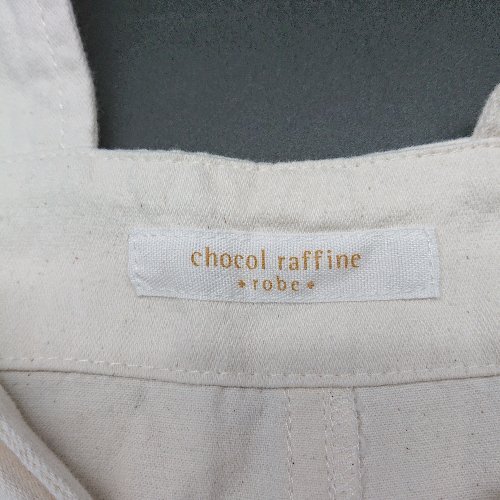 chocol raffine
• robe •